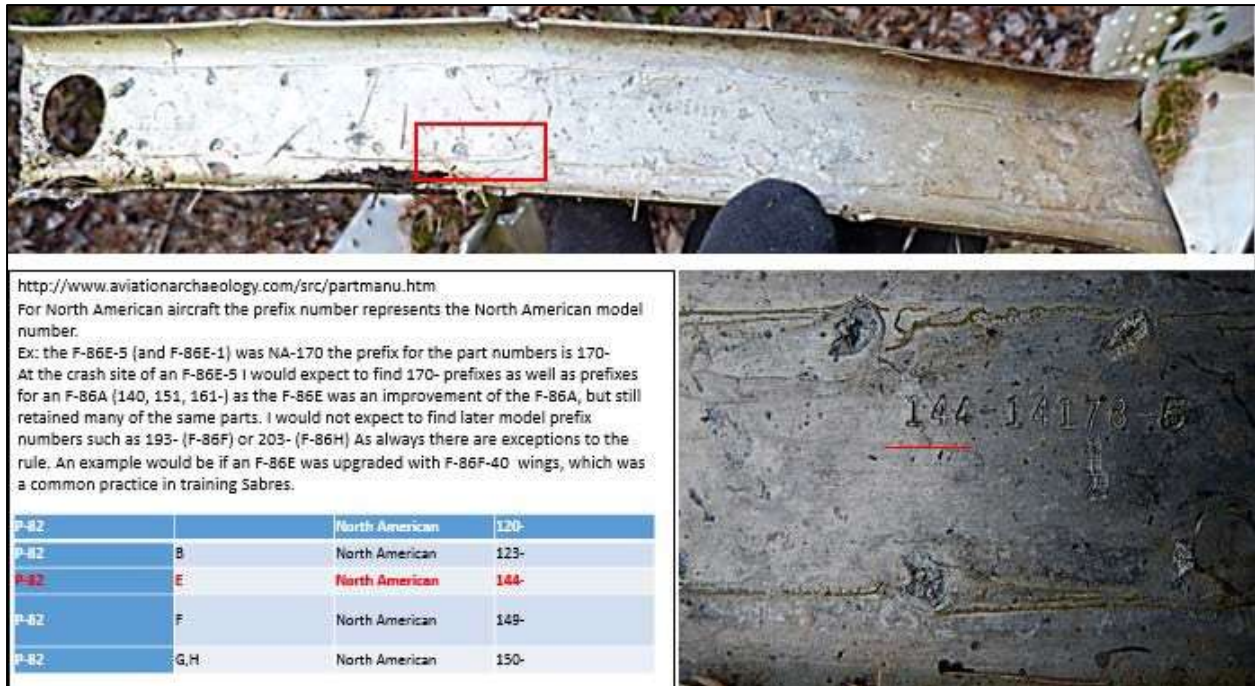 http://www.aviationarchaeology.com/src/partmanu.htm
For North American aircraft the prefix number represents the North American model
number.
Ex: the F-86E-5 (and F-86E-1) was NA-170 the prefix for the part numbers is 170-
At the crash site of an F-86E-5 I would expect to find 170- prefixes as well as prefixes
for an F-86A (140, 151, 161-) as the F-86E was an improvement of the F-86A, but still
retained many of the same parts. I would not expect to find later model prefix
numbers such as 193- (F-86F) or 203- (F-86H) As always there are exceptions to the
rule. An example would be if an F-86E was upgraded with F-86F-40 wings, which was
a common practice in training Sabres.
P-82 North American 120-
P-82 B North American 123-
P-82 E North American 144-
P-82 F North American 149-
P-82 G,H North American 150-
144-14178-